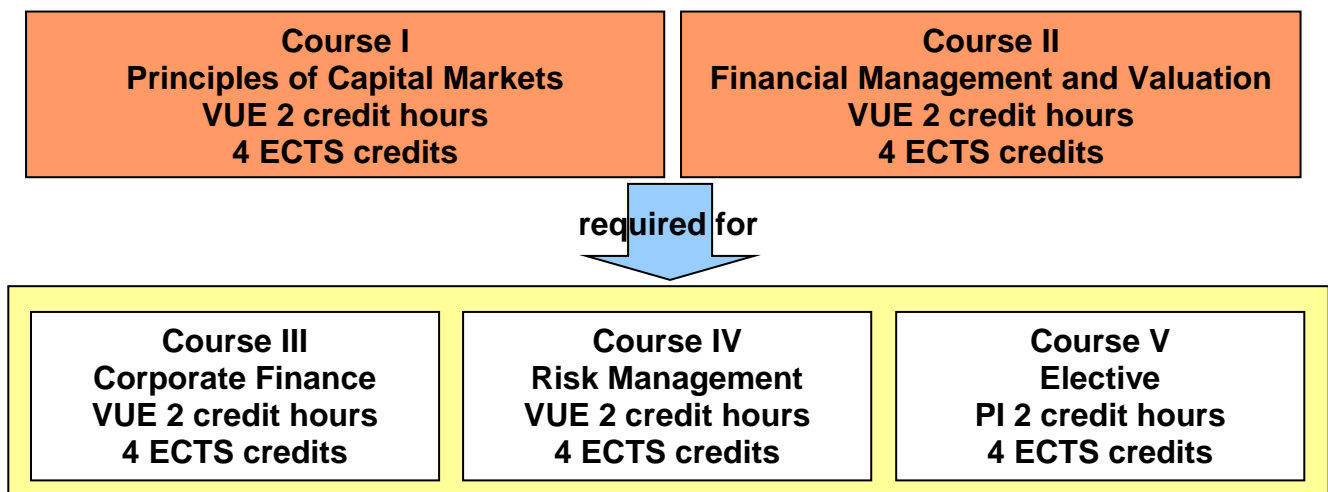 Course I
Principles of Capital Markets
VUE 2 credit hours
4 ECTS credits
Course II
Financial Management and Valuation
VUE 2 credit hours
4 ECTS credits
required for
Course III
Corporate Finance
VUE 2 credit hours
4 ECTS credits
Course IV
Risk Management
VUE 2 credit hours
4 ECTS credits
Course V
Elective
PI 2 credit hours
4 ECTS credits